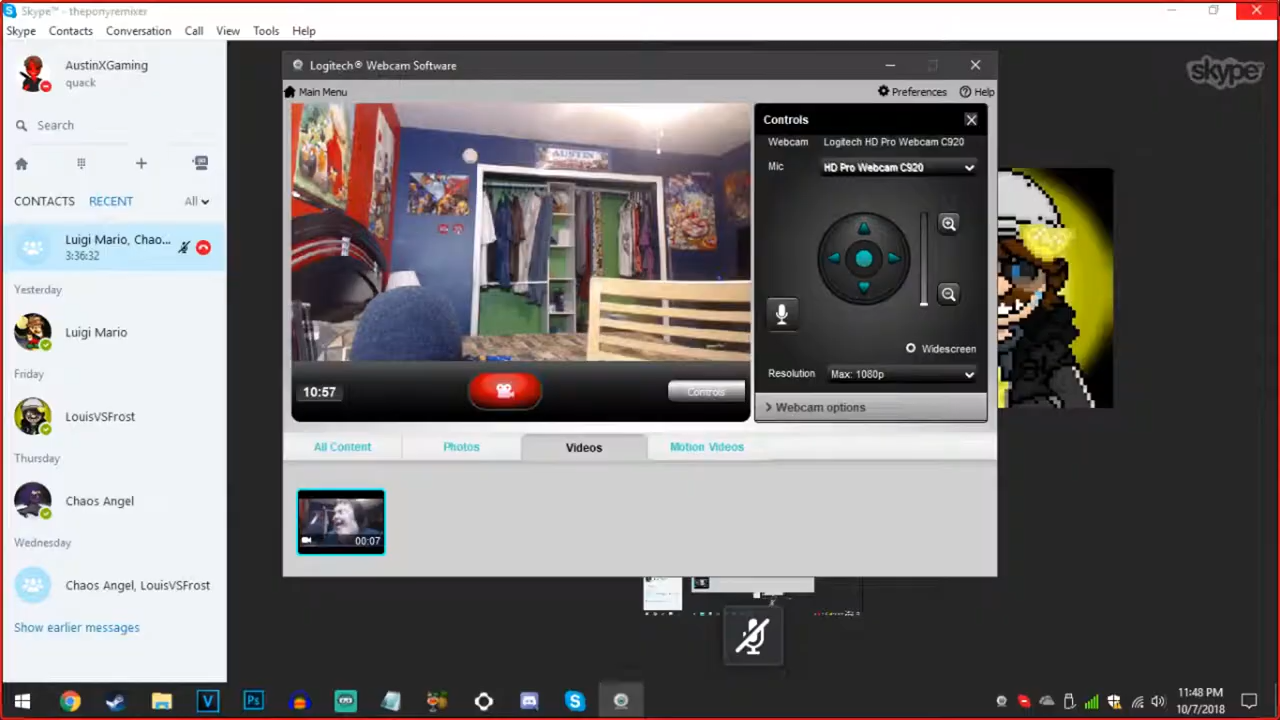 Skype™ - theponyremixer
Skype Contacts Conversation Call View Tools Help
AustinXGaming
quack
Search
CONTACTS RECENT All
Luigi Mario, Chao...
3:36:32
Yesterday
Luigi Mario
Friday
LouisVSFrost
Thursday
Chaos Angel
Wednesday
Chaos Angel, LouisVSFrost
Show earlier messages
Logitech® Webcam Software
Main Menu
Preferences Help
AUSTIN
10:57
Controls
Controls
Webcam Logitech HD Pro Webcam C920
Mic HD Pro Webcam C920
Widescreen
Resolution Max: 1080p
Webcam options
All Content Photos Videos Motion Videos
00:07
skype
V
Ps
11:48 PM
10/7/2018